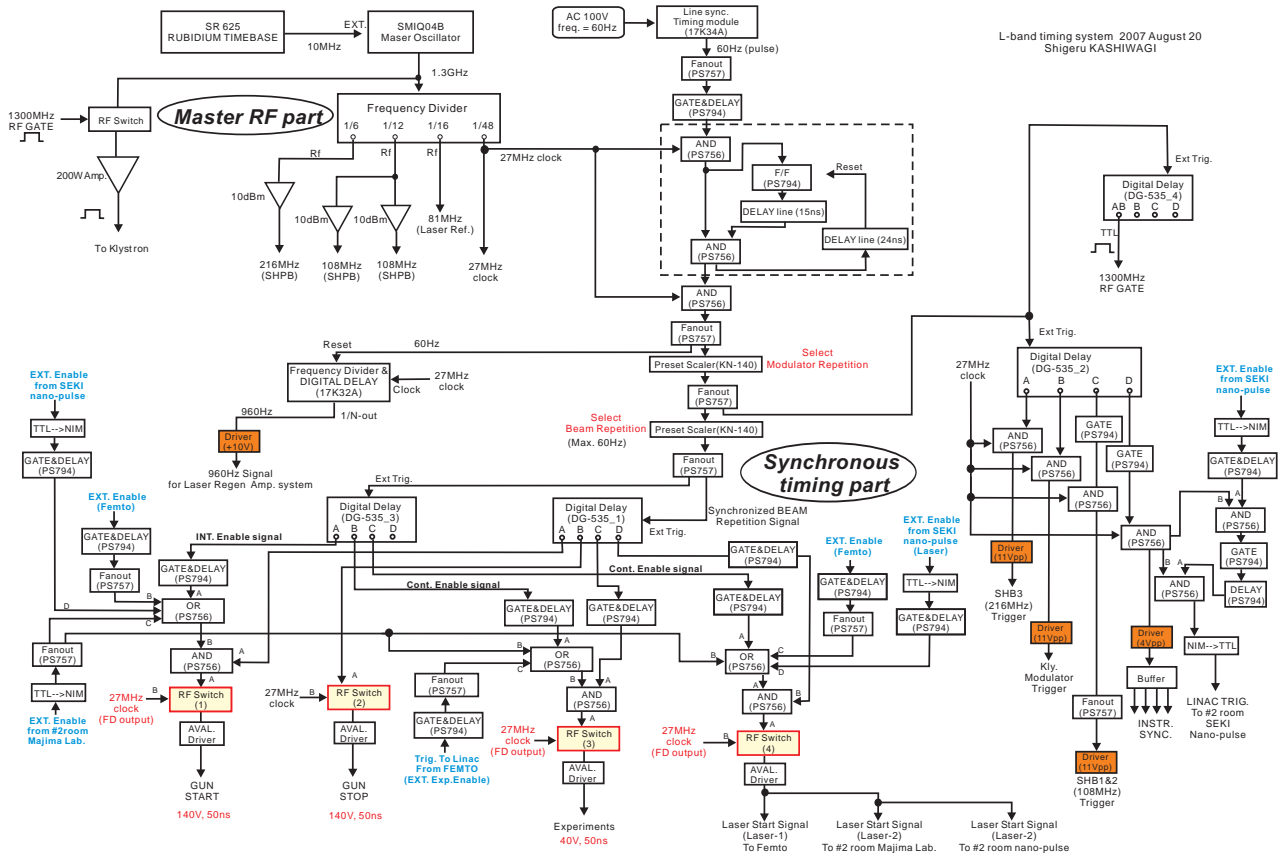 SR 625
RUBIDIUM TIMEBASE
EXT.
10MHz
SMIQ04B
Maser Oscillator
AC 100V
freq. = 60Hz
Line sync.
Timing module
(17K34A)
60Hz (pulse)
L-band timing system 2007 August 20
Shigeru KASHIWAGI
Fanout
(PS757)
GATE&DELAY
(PS794)
1.3GHz
1300MHz
RF GATE
RF Switch
Master RF part
Frequency Divider
1/6
1/12
1/16
1/48
Rf
Rf
Rf
27MHz
clock
200W Amp.
To Klystron
10dBm
10dBm
10dBm
216MHz
(SHPB)
108MHz
(SHPB)
108MHz
(SHPB)
81MHz
(Laser Ref.)
27MHz
clock
AND
(PS756)
F/F
(PS794)
Reset
DELAY line (15ns)
DELAY line (24ns)
AND
(PS756)
AND
(PS756)
Fanout
(PS757)
Ext Trig.
Digital Delay
(DG-535_4)
AB B C D
TTL
1300MHz
RF GATE
Reset
60Hz
Preset Scaler(KN-140)
Select
Modulator Repetition
Frequency Divider &
DIGITAL DELAY
(17K32A)
Clock
27MHz
clock
960Hz
1/N-out
Driver
(+10V)
960Hz Signal
for Laser Regen Amp. system
Fanout
(PS757)
Select
Beam Repetition
(Max. 60Hz)
Preset Scaler(KN-140)
Fanout
(PS757)
Synchronous
timing part
Ext Trig.
27MHz
clock
Digital Delay
(DG-535_2)
A B C D
EXT. Enable
from SEKI
nano-pulse
TTL-->NIM
GATE&DELAY
(PS794)
EXT. Enable
(Femto)
GATE&DELAY
(PS794)
Fanout
(PS757)
Ext Trig.
Digital Delay
(DG-535_3)
A B C D
Digital Delay
(DG-535_1)
A B C D
Synchronized BEAM
Repetition Signal
Ext Trig.
INT. Enable signal
GATE&DELAY
(PS794)
Cont. Enable signal
Cont. Enable signal
GATE&DELAY
(PS794)
GATE&DELAY
(PS794)
GATE&DELAY
(PS794)
GATE&DELAY
(PS794)
EXT. Enable
(Femto)
GATE&DELAY
(PS794)
Fanout
(PS757)
EXT. Enable
from SEKI
nano-pulse
(Laser)
TTL-->NIM
GATE&DELAY
(PS794)
A
B
D
C
OR
(PS756)
B
A
AND
(PS756)
A
B
RF Switch
(1)
27MHz
clock
(FD output)
AVAL.
Driver
GUN
START
140V, 50ns
Fanout
(PS757)
TTL-->NIM
EXT. Enable
from #2room
Majima Lab.
27MHz
clock
B
A
RF Switch
(2)
AVAL.
Driver
GUN
STOP
140V, 50ns
A
B
C
OR
(PS756)
Fanout
(PS757)
GATE&DELAY
(PS794)
Trig. To Linac
From FEMTO
(EXT. Exp.Enable)
B
A
AND
(PS756)
A
B
RF Switch
(3)
27MHz
clock
(FD output)
AVAL.
Driver
Experiments
40V, 50ns
A
B
C
D
OR
(PS756)
A
B
AND
(PS756)
A
B
RF Switch
(4)
27MHz
clock
(FD output)
AVAL.
Driver
Laser Start Signal
(Laser-1)
To Femto
Laser Start Signal
(Laser-2)
To #2 room Majima Lab.
Laser Start Signal
(Laser-2)
To #2 room nano-pulse
AND
(PS756)
AND
(PS756)
AND
(PS756)
GATE
(PS794)
GATE
(PS794)
Driver
(11Vpp)
SHB3
(216MHz)
Trigger
Driver
(11Vpp)
Kly.
Modulator
Trigger
Fanout
(PS757)
Driver
(11Vpp)
SHB1&2
(108MHz)
Trigger
AND
(PS756)
Driver
(4Vpp)
Buffer
INSTR.
SYNC.
EXT. Enable
from SEKI
nano-pulse
TTL-->NIM
GATE&DELAY
(PS794)
B
A
AND
(PS756)
GATE
(PS794)
DELAY
(PS794)
B
A
AND
(PS756)
NIM-->TTL
LINAC TRIG.
To #2 room
SEKI
Nano-pulse